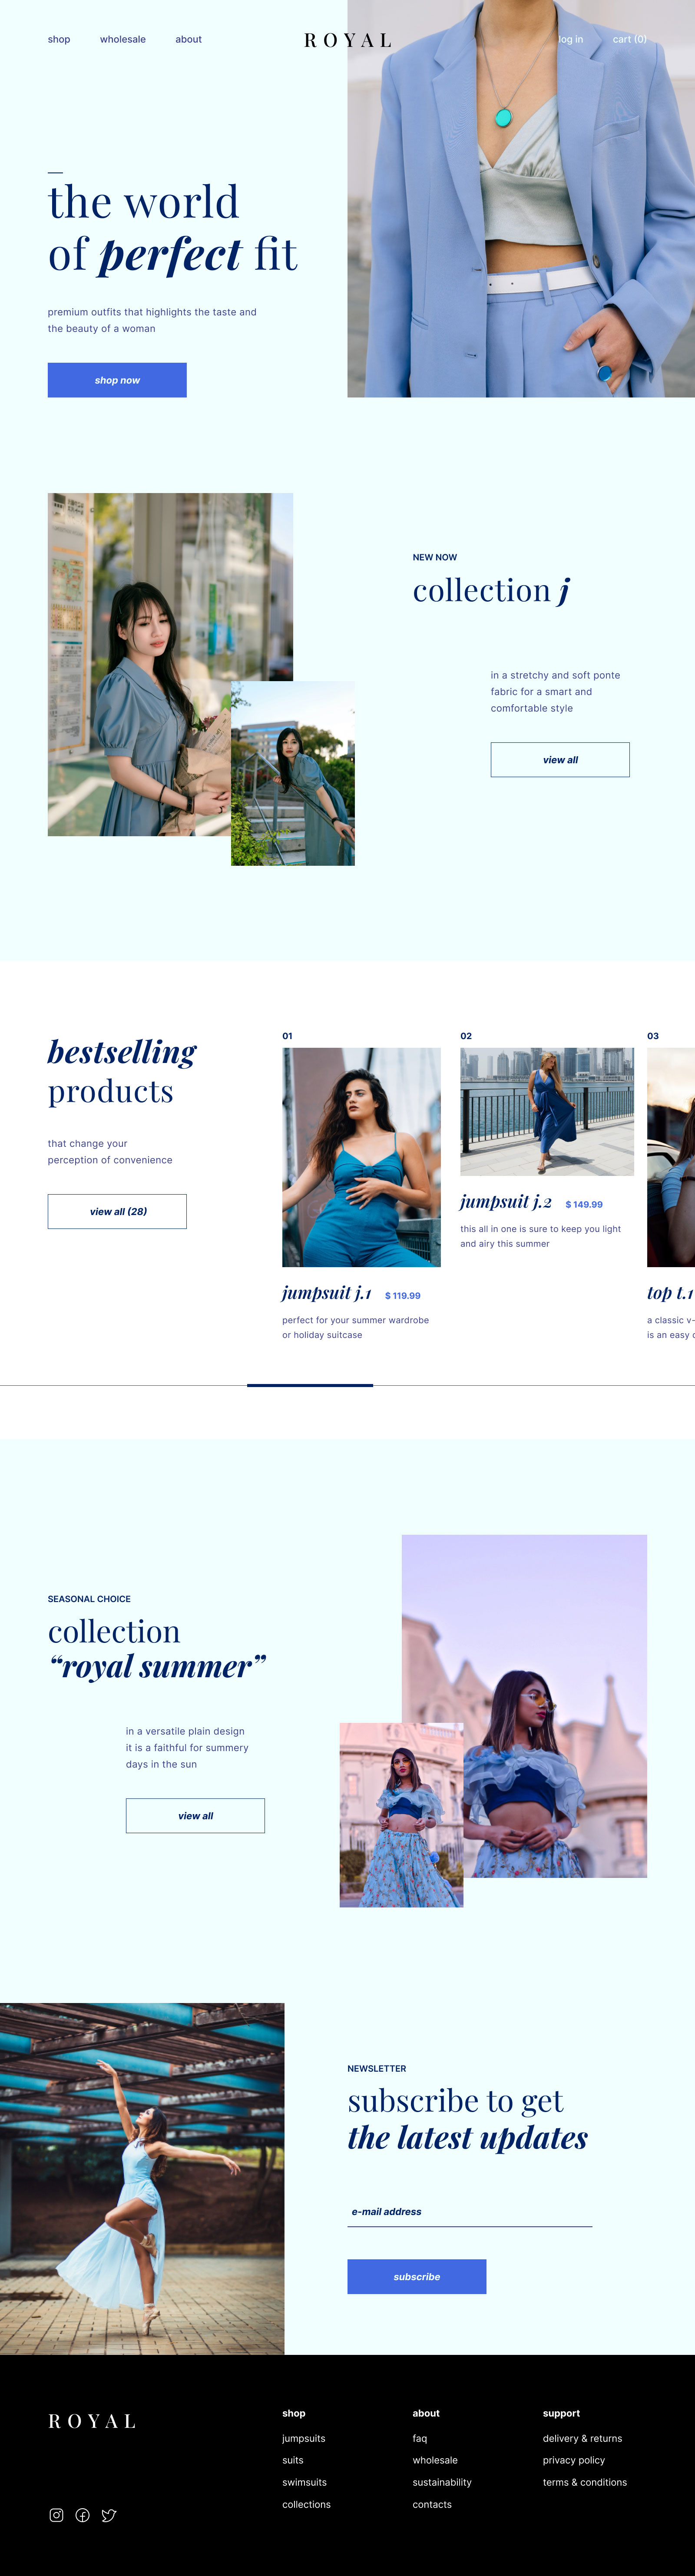 shop wholesale about ROYAL log in cart (0)
the world
of perfect fit
premium outfits that highlights the taste and
the beauty of a woman
shop now
NEW NOW
collection j
in a stretchy and soft ponte
fabric for a smart and
comfortable style
view all
bestselling
products
that change your
perception of convenience
view all (28)
01
jumpsuit j.1 $ 119.99
perfect for your summer wardrobe
or holiday suitcase
02
jumpsuit j.2 $ 149.99
this all in one is sure to keep you light
and airy this summer
03
top t.1
a classic v-
is an easy
SEASONAL CHOICE
collection
“royal summer”
in a versatile plain design
it is a faithful for summery
days in the sun
view all
NEWSLETTER
subscribe to get
the latest updates
e-mail address
subscribe
ROYAL
shop
jumpsuits
suits
swimsuits
collections
about
faq
wholesale
sustainability
contacts
support
delivery & returns
privacy policy
terms & conditions